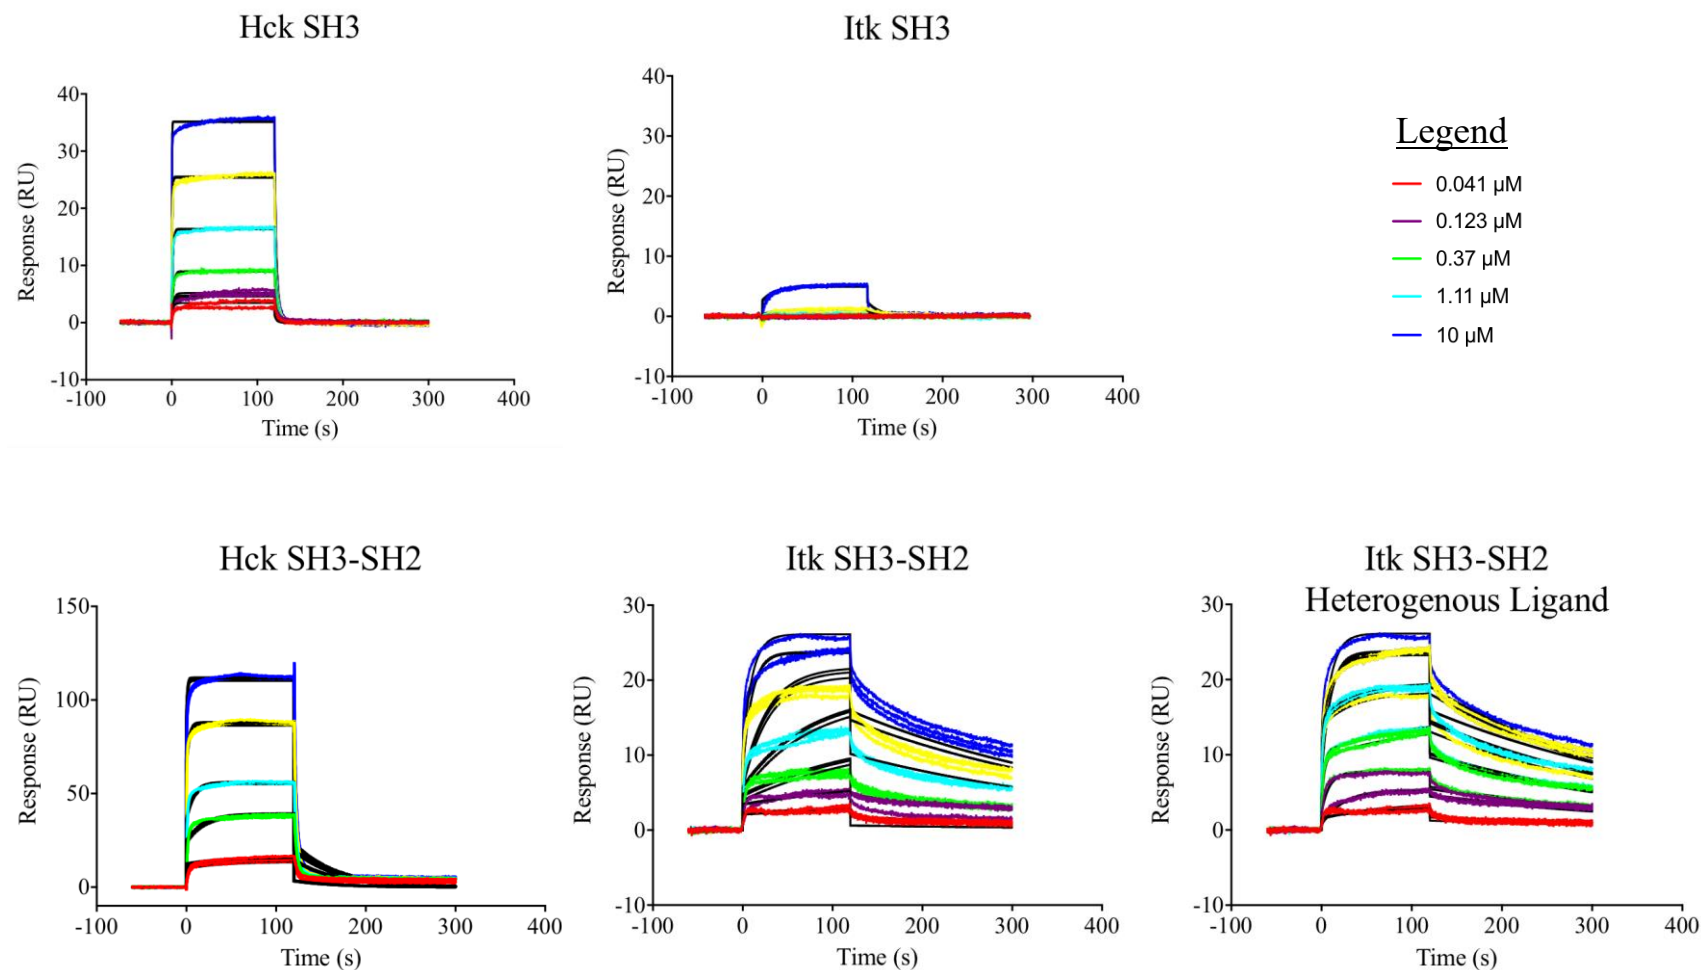 Hck SH3
40
30
20
10
0
-10
Response (RU)
-100 0 100 200 300 400
Time (s)
Itk SH3
40
30
20
10
0
-10
Response (RU)
-100 0 100 200 300 400
Time (s)
Legend
0.041 µM
0.123 µM
0.37 µM
1.11 µM
10 µM
Hck SH3-SH2
150
100
50
0
Response (RU)
-100 0 100 200 300 400
Time (s)
Itk SH3-SH2
30
20
10
0
-10
Response (RU)
-100 0 100 200 300 400
Time (s)
Itk SH3-SH2
Heterogenous Ligand
30
20
10
0
-10
Response (RU)
-100 0 100 200 300 400
Time (s)